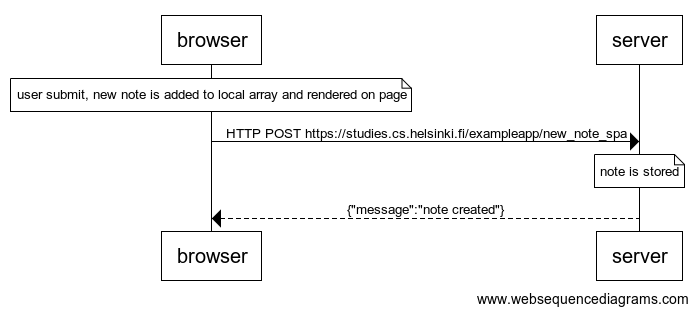 browser
server
user submit, new note is added to local array and rendered on page
HTTP POST https://studies.cs.helsinki.fi/exampleapp/new_note_spa
note is stored
{"message":"note created"}
browser
server
www.websequencediagrams.com